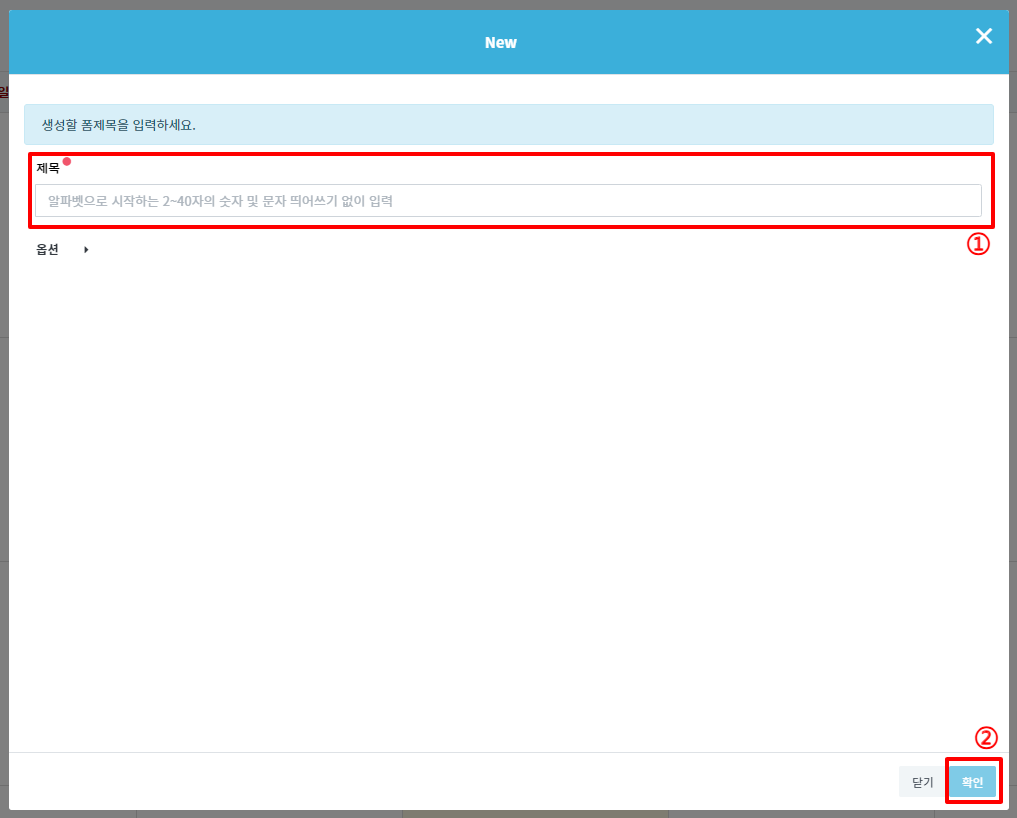 New
일
생성할 폼제목을 입력하세요.
제목
알파벳으로 시작하는 2~40자의 숫자 및 문자 띄어쓰기 없이 입력
①
옵션
②
닫기
확인